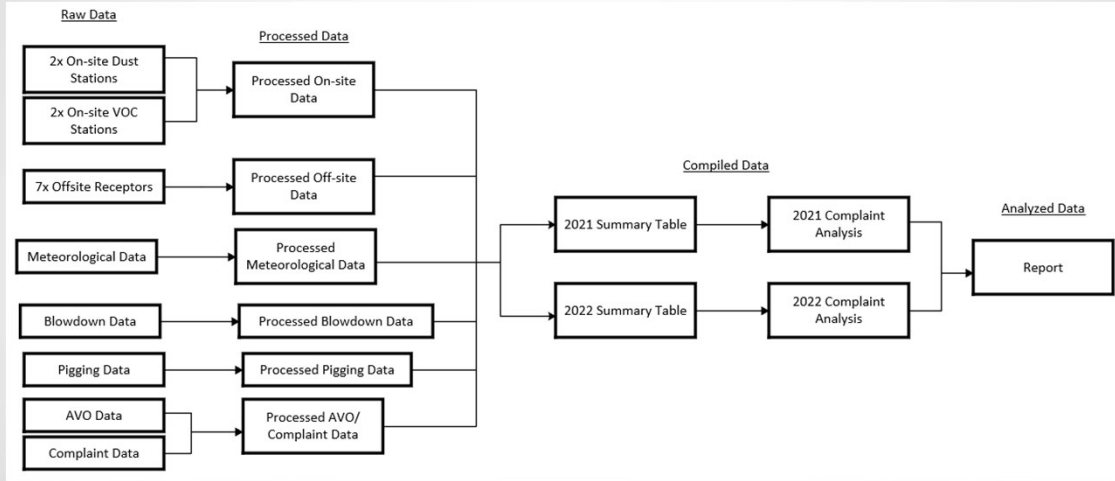 Raw Data
Processed Data
2x On-site Dust
Stations
Processed On-site
Data
2x On-site VOC
Stations
7x Offsite Receptors
Processed Off-site
Data
Meteorological Data
Processed
Meteorological Data
Blowdown Data
Processed Blowdown Data
Pigging Data
Processed Pigging Data
AVO Data
Complaint Data
Processed AVO/
Complaint Data
Compiled Data
2021 Summary Table
2021 Complaint
Analysis
2022 Summary Table
2022 Complaint
Analysis
Analyzed Data
Report